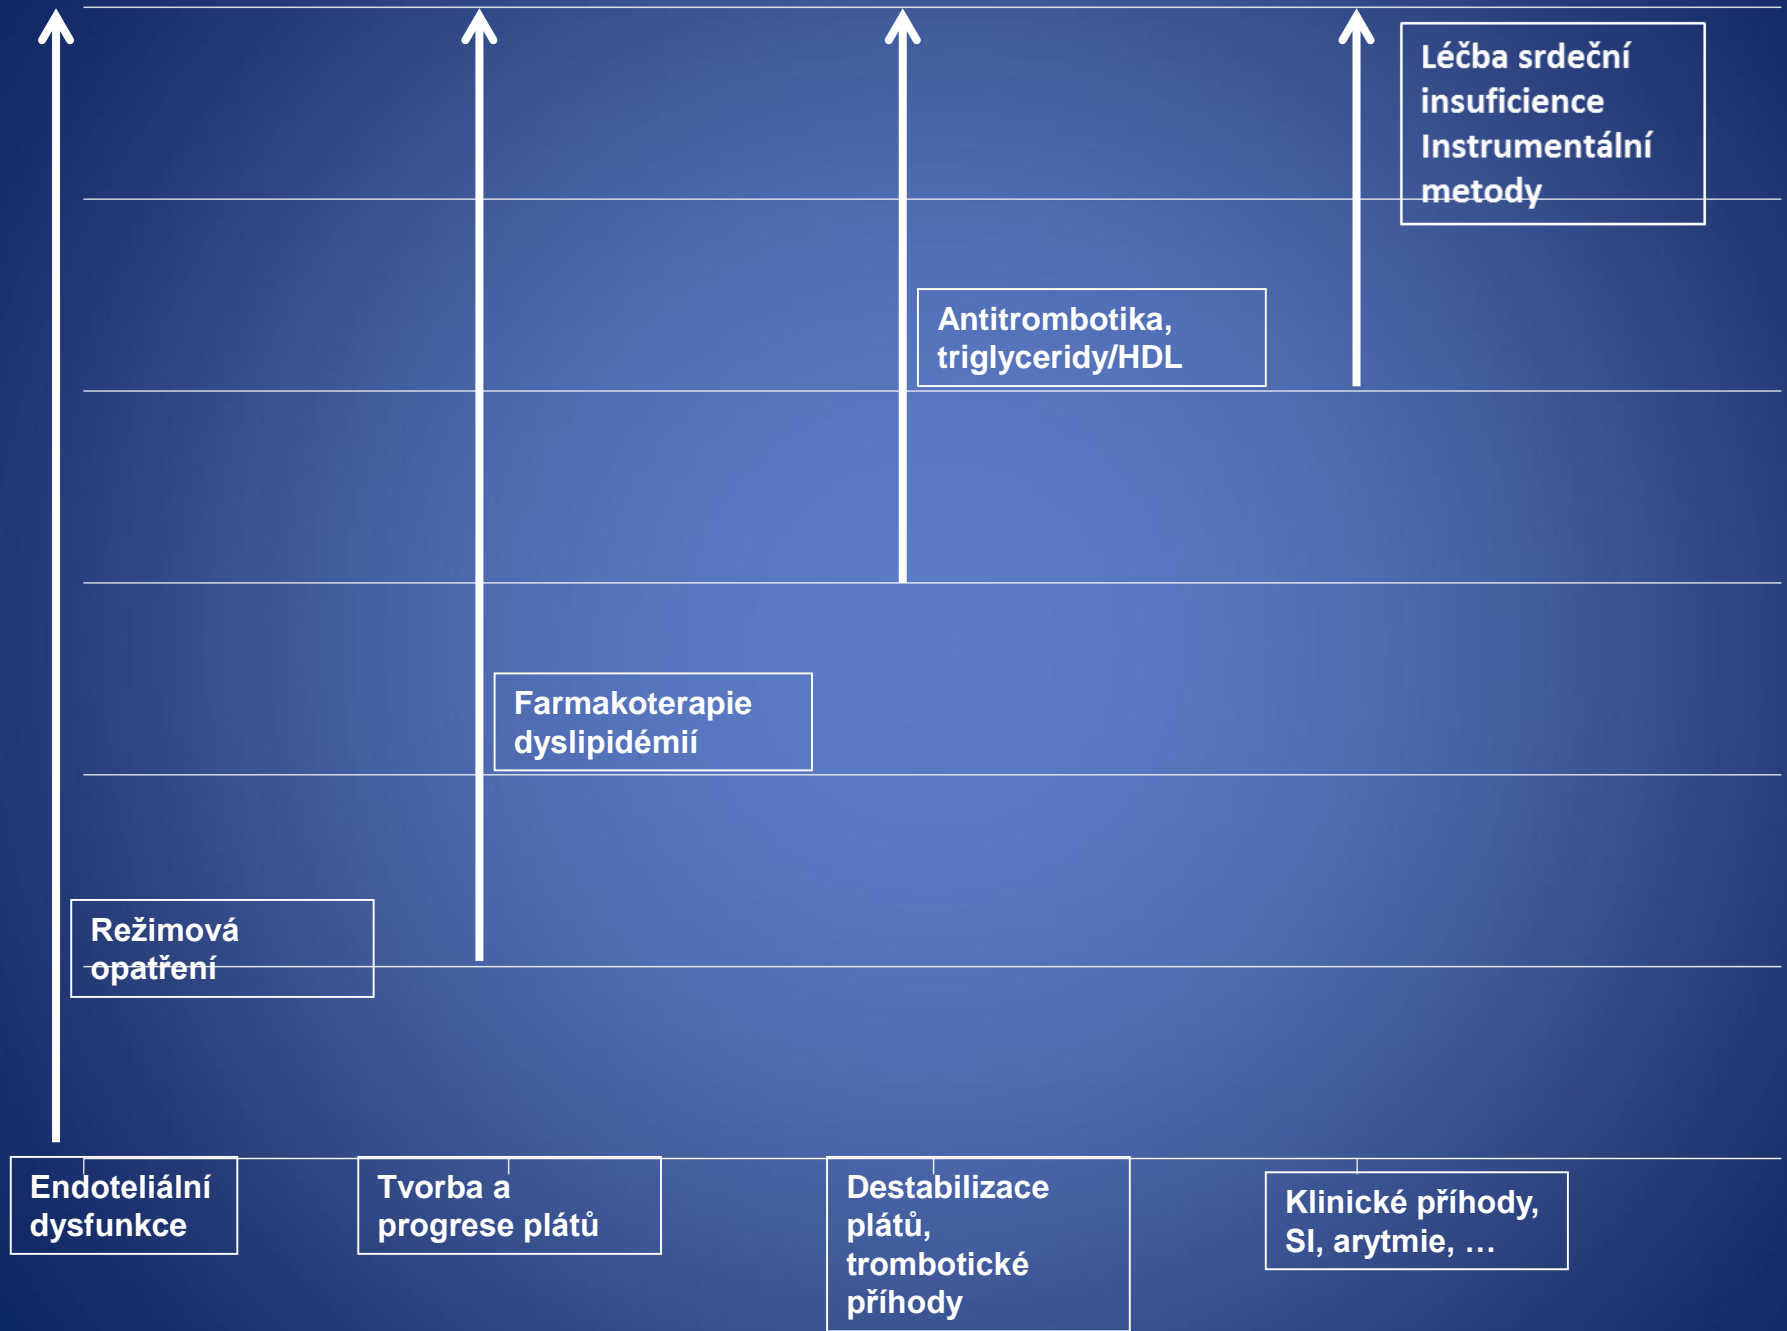 Léčba srdeční
insuficience
Instrumentální
metody
Antitrombotika,
triglyceridy/HDL
Farmakoterapie
dyslipidémií
Režimová
opatření
Endoteliální
dysfunkce
Tvorba a
progrese plátů
Destabilizace
plátů,
trombotické
příhody
Klinické příhody,
SI, arytmie, …